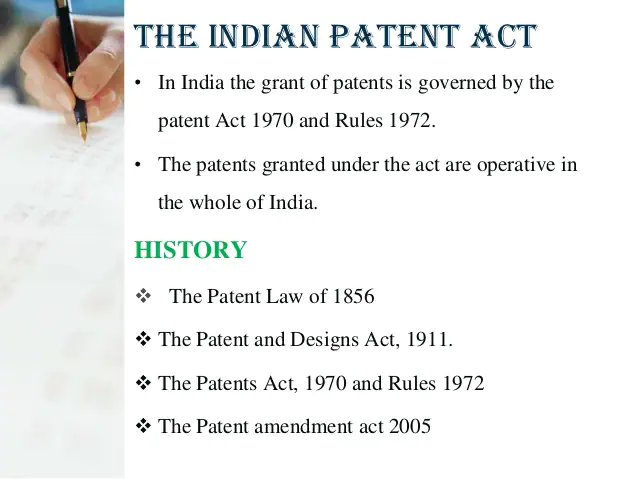 THE INDIAN PATENT ACT
• In India the grant of patents is governed by the
patent Act 1970 and Rules 1972.
• The patents granted under the act are operative in
the whole of India.
HISTORY
❖ The Patent Law of 1856
❖ The Patent and Designs Act, 1911.
❖ The Patents Act, 1970 and Rules 1972
❖ The Patent amendment act 2005